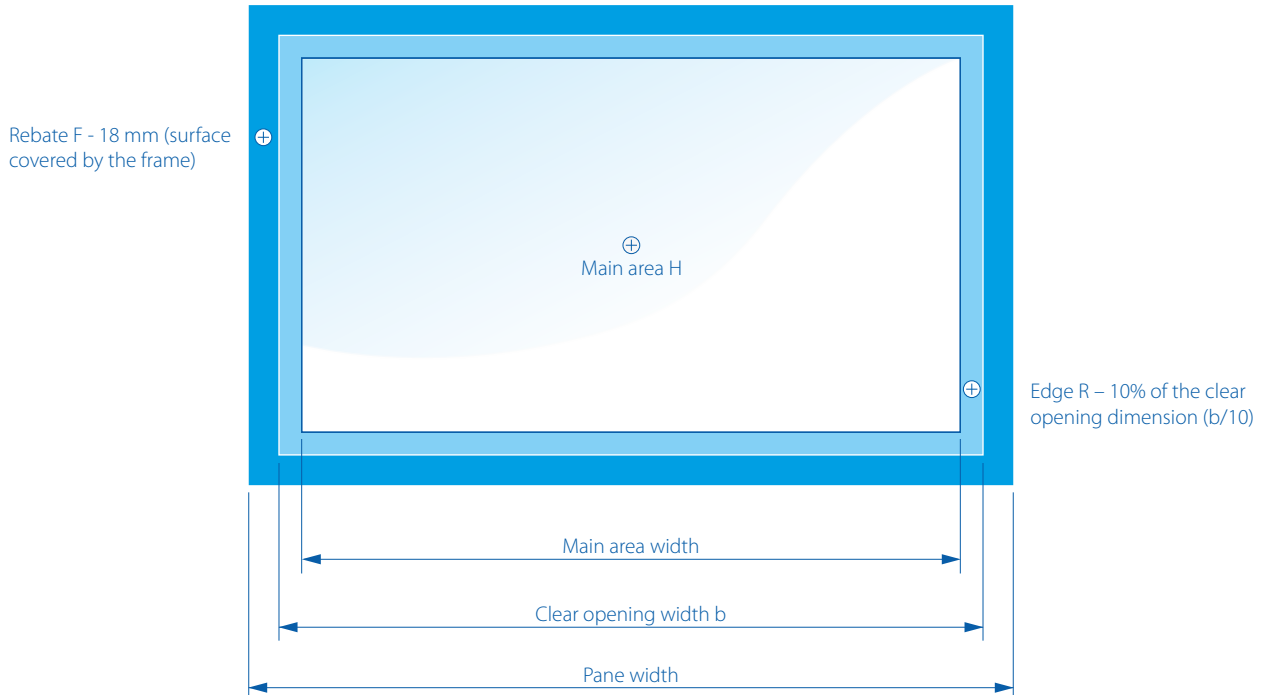 Rebate F - 18 mm (surface
covered by the frame)
Main area H
Edge R – 10% of the clear
opening dimension (b/10)
Main area width
Clear opening width b
Pane width